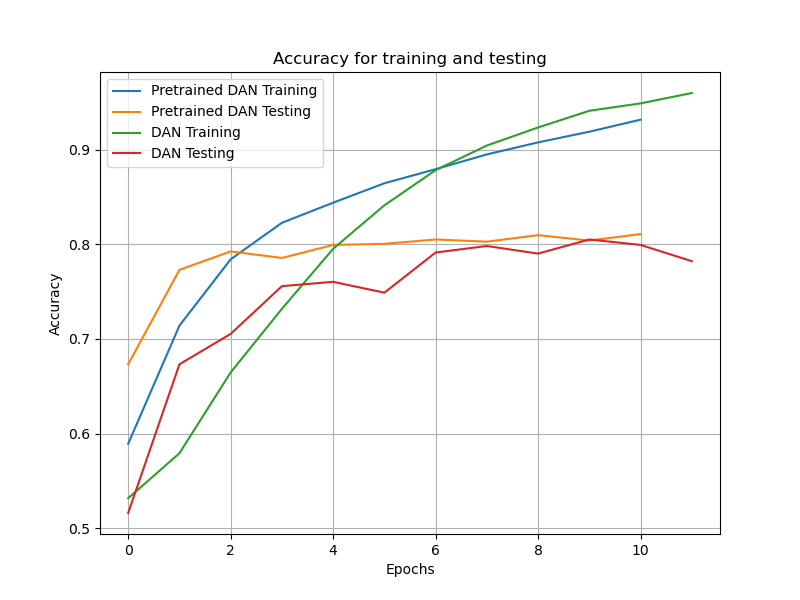 Accuracy for training and testing
Pretrained DAN Training
Pretrained DAN Testing
DAN Training
DAN Testing
0.9
0.8
0.7
0.6
0.5
Accuracy
0 2 4 6 8 10
Epochs